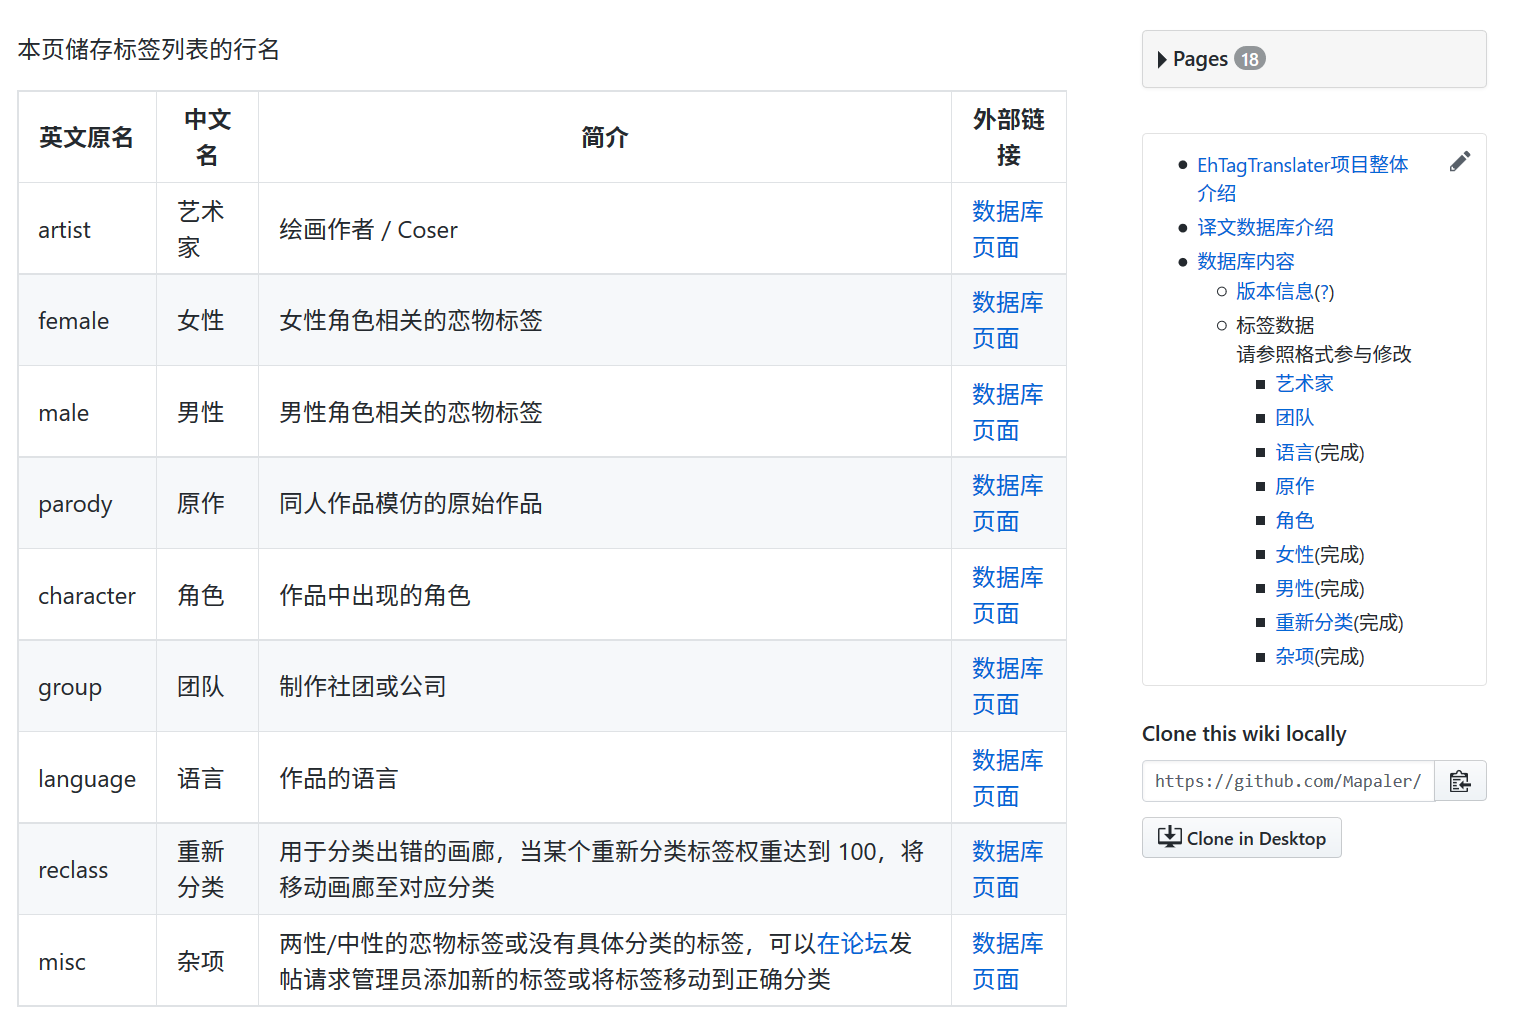 本页储存标签列表的行名
英文原名
中文
名
简介
外部链
接
artist
艺术
家
绘画作者 / Coser
数据库
页面
female
女性
女性角色相关的恋物标签
数据库
页面
male
男性
男性角色相关的恋物标签
数据库
页面
parody
原作
同人作品模仿的原始作品
数据库
页面
character
角色
作品中出现的角色
数据库
页面
group
团队
制作社团或公司
数据库
页面
language
语言
作品的语言
数据库
页面
reclass
重新
分类
用于分类出错的画廊，当某个重新分类标签权重达到 100，将
移动画廊至对应分类
数据库
页面
misc
杂项
两性/中性的恋物标签或没有具体分类的标签，可以在论坛发
帖请求管理员添加新的标签或将标签移动到正确分类
数据库
页面
Pages 18
EhTagTranslater项目整体
介绍
译文数据库介绍
数据库内容
版本信息(?)
标签数据
请参照格式参与修改
艺术家
团队
语言(完成)
原作
角色
女性(完成)
男性(完成)
重新分类(完成)
杂项(完成)
Clone this wiki locally
https://github.com/Mapaler/
Clone in Desktop